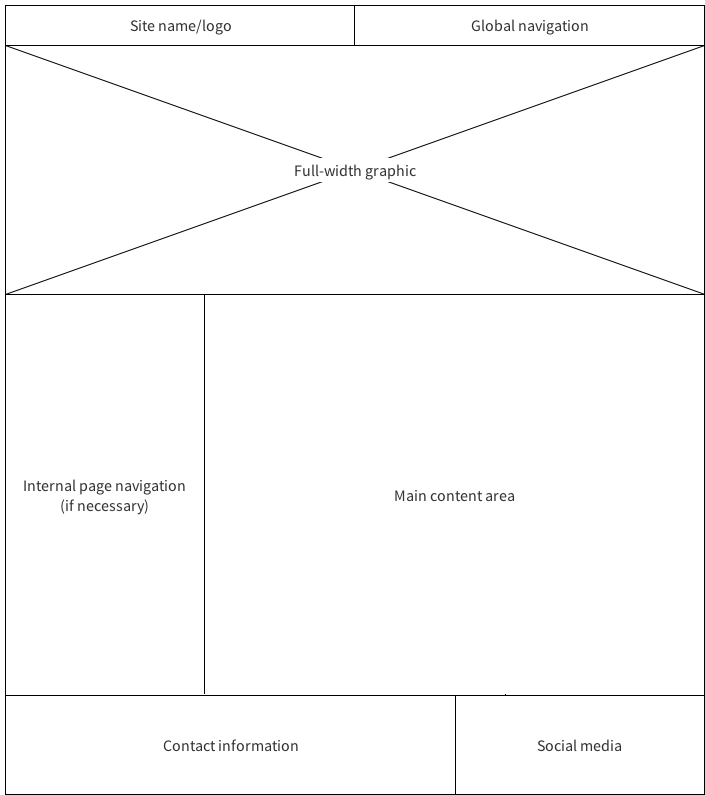 Site name/logo
Global navigation
Full-width graphic
Internal page navigation
(if necessary)
Main content area
Contact information
Social media